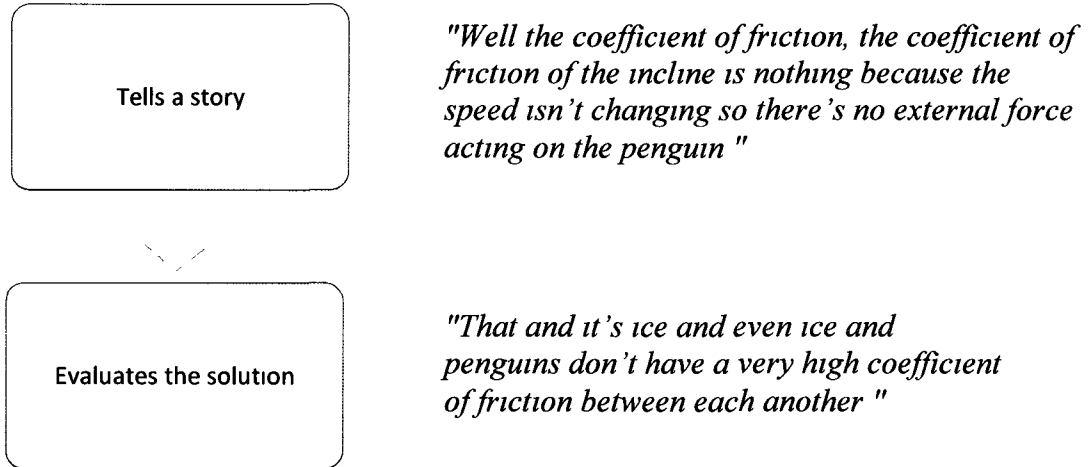 Tells a story
"Well the coefficient of friction, the coefficient of
friction of the incline is nothing because the
speed isn't changing so there's no external force
acting on the penguin "
Evaluates the solution
"That and it's ice and even ice and
penguins don't have a very high coefficient
of friction between each another "